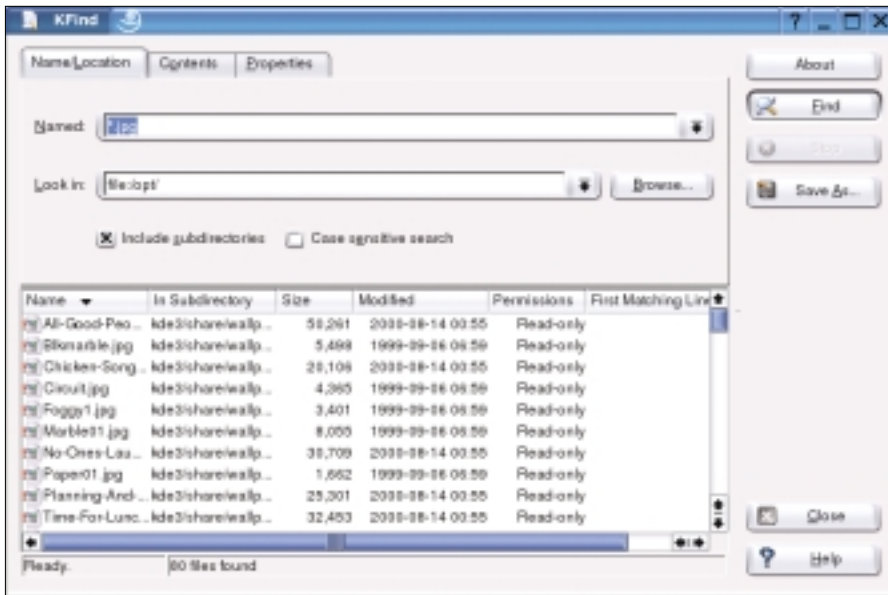 KFind
Name/Location Contents Properties
About
Named: *.jpg
Find
Stop
Look in: file:/opt/ Browse...
Save As...
Include subdirectories Case sensitive search
Name In Subdirectory Size Modified Permissions First Matching Line
All-Good-Peo... kde3/share/wallp... 50,261 2000-08-14 00:55 Read-only
Blkmarble.jpg kde3/share/wallp... 5,498 1999-09-06 06:59 Read-only
Chicken-Song... kde3/share/wallp... 20,106 2000-08-14 00:55 Read-only
Circuit.jpg kde3/share/wallp... 4,365 1999-09-06 06:59 Read-only
Foggy1.jpg kde3/share/wallp... 3,401 1999-09-06 06:59 Read-only
Marble01.jpg kde3/share/wallp... 8,055 1999-09-06 06:59 Read-only
No-Ones-Lau... kde3/share/wallp... 30,709 2000-08-14 00:55 Read-only
Paper01.jpg kde3/share/wallp... 1,662 1999-09-06 06:59 Read-only
Planning-And-... kde3/share/wallp... 29,301 2000-08-14 00:55 Read-only
Time-For-Lunc... kde3/share/wallp... 32,453 2000-08-14 00:55 Read-only
Close
Help
Ready. 80 files found